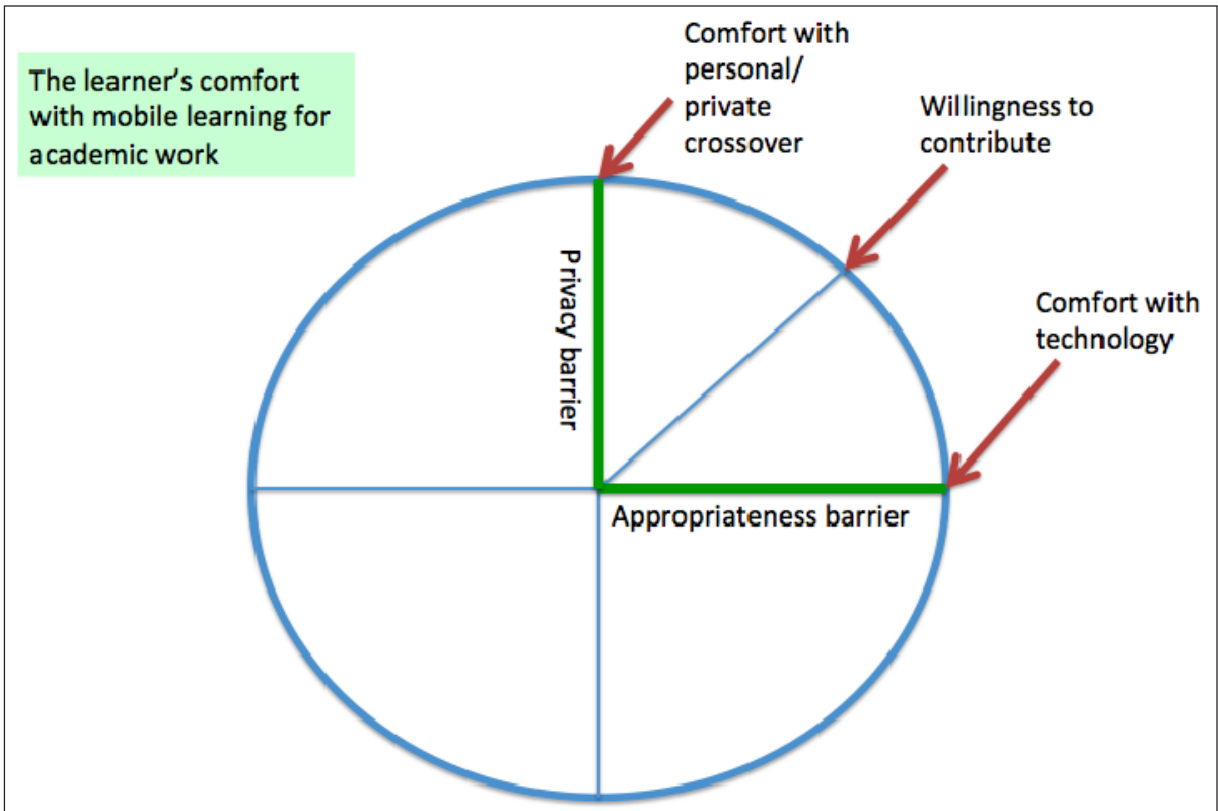 The learner's comfort
with mobile learning for
academic work
Comfort with
personal/
private
crossover
Willingness to
contribute
Comfort with
technology
Privacy barrier
Appropriateness barrier